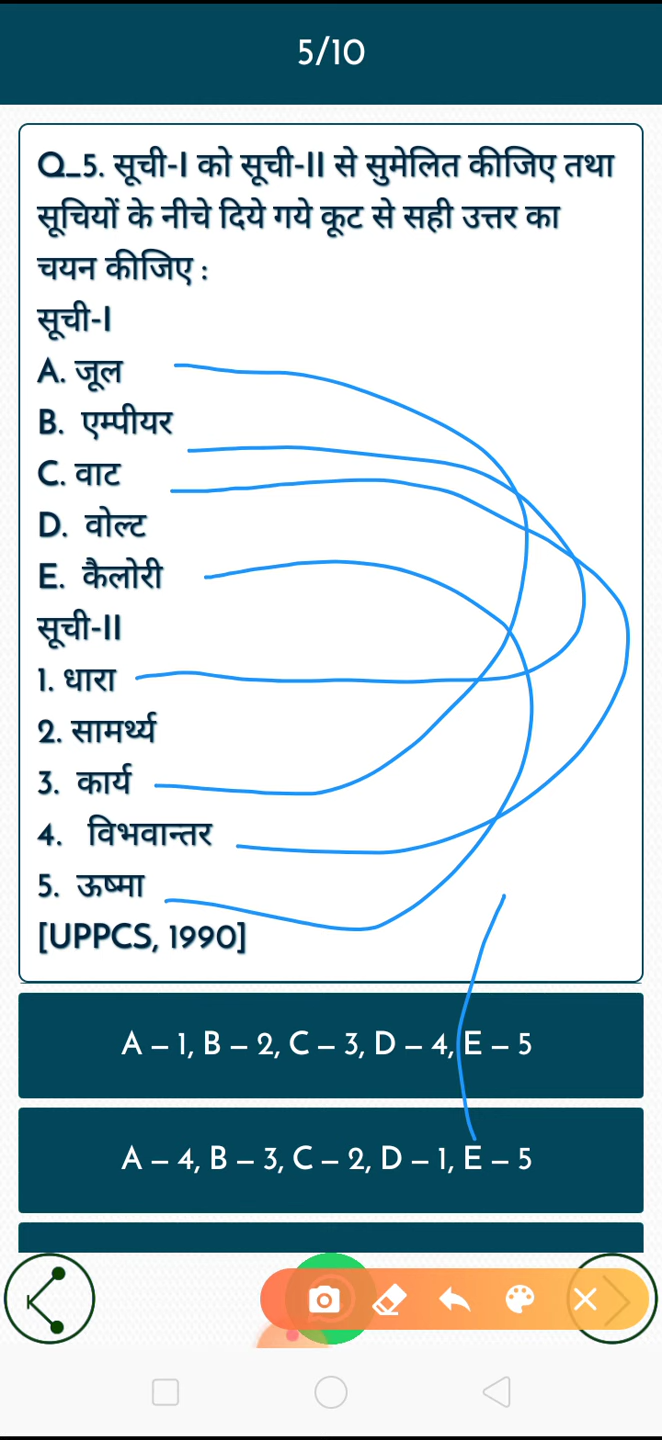 5/10
Q_5. सूची-I को सूची-II से सुमेलित कीजिए तथा
सूचियों के नीचे दिये गये कूट से सही उत्तर का
चयन कीजिए :
सूची-I
A. जूल
B. एम्पीयर
C. वाट
D. वोल्ट
E. कैलोरी
सूची-II
1. धारा
2. सामर्थ्य
3. कार्य
4. विभवान्तर
5. ऊष्मा
[UPPCS, 1990]
A – 1, B – 2, C – 3, D – 4, E – 5
A – 4, B – 3, C – 2, D – 1, E – 5